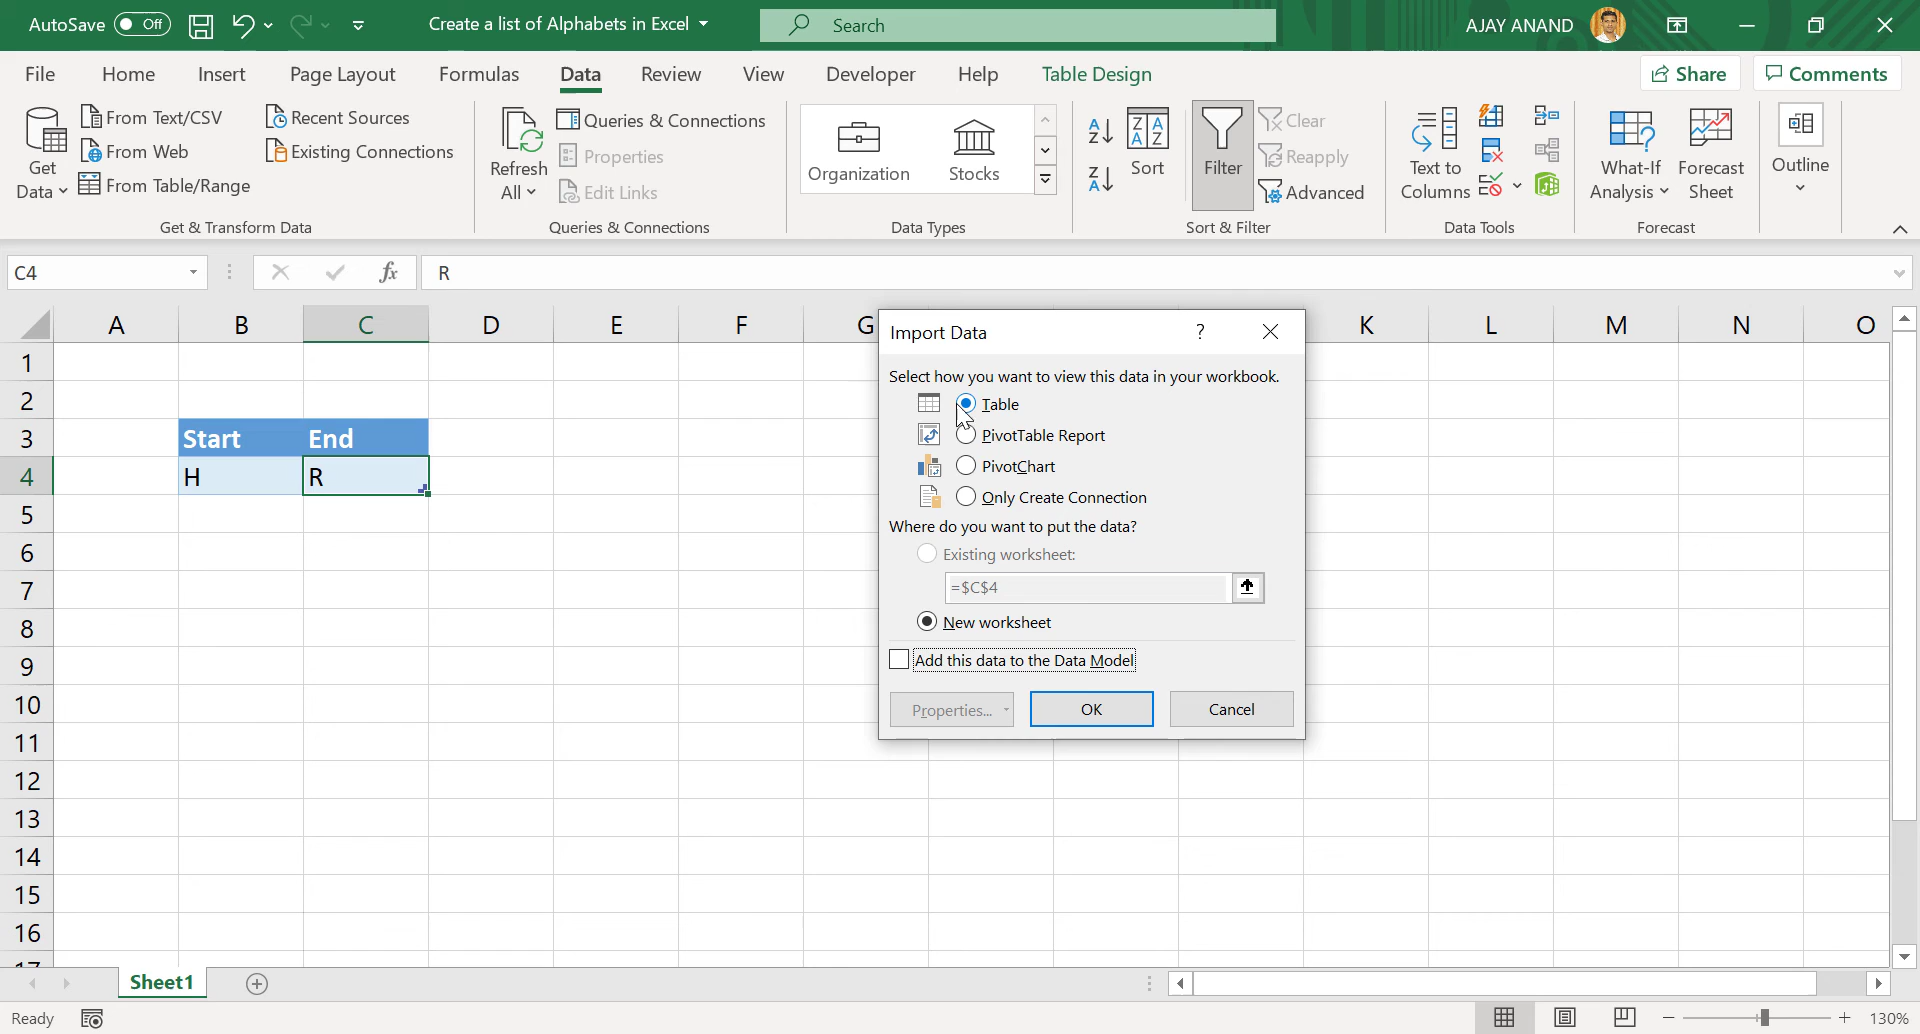 AutoSave Off Create a list of Alphabets in Excel Search AJAY ANAND
File Home Insert Page Layout Formulas Data Review View Developer Help Table Design Share Comments
Get Data
From Text/CSV
From Web
From Table/Range
Recent Sources
Existing Connections
Get & Transform Data
Refresh All
Queries & Connections
Properties
Edit Links
Queries & Connections
Organization Stocks
Data Types
Sort
Filter
Clear
Reapply
Advanced
Sort & Filter
Text to Columns
Data Tools
What-If Analysis
Forecast Sheet
Forecast
Outline
C4 fx R
A B C D E F G K L M N O
1
2
3 Start End
4 H R
5
6
7
8
9
10
11
12
13
14
15
16
17
Import Data ?
Select how you want to view this data in your workbook.
Table
PivotTable Report
PivotChart
Only Create Connection
Where do you want to put the data?
Existing worksheet:
=$C$4
New worksheet
Add this data to the Data Model
Properties... OK Cancel
Sheet1
Ready 130%